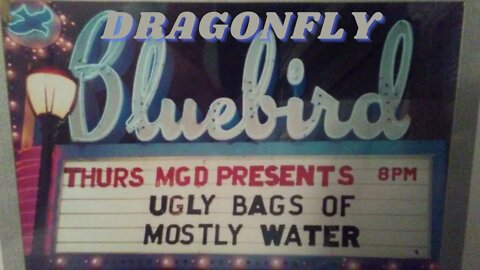 DRAGONFLY
Bluebird
THURS MGD PRESENTS 8PM
UGLY BAGS OF
MOSTLY WATER